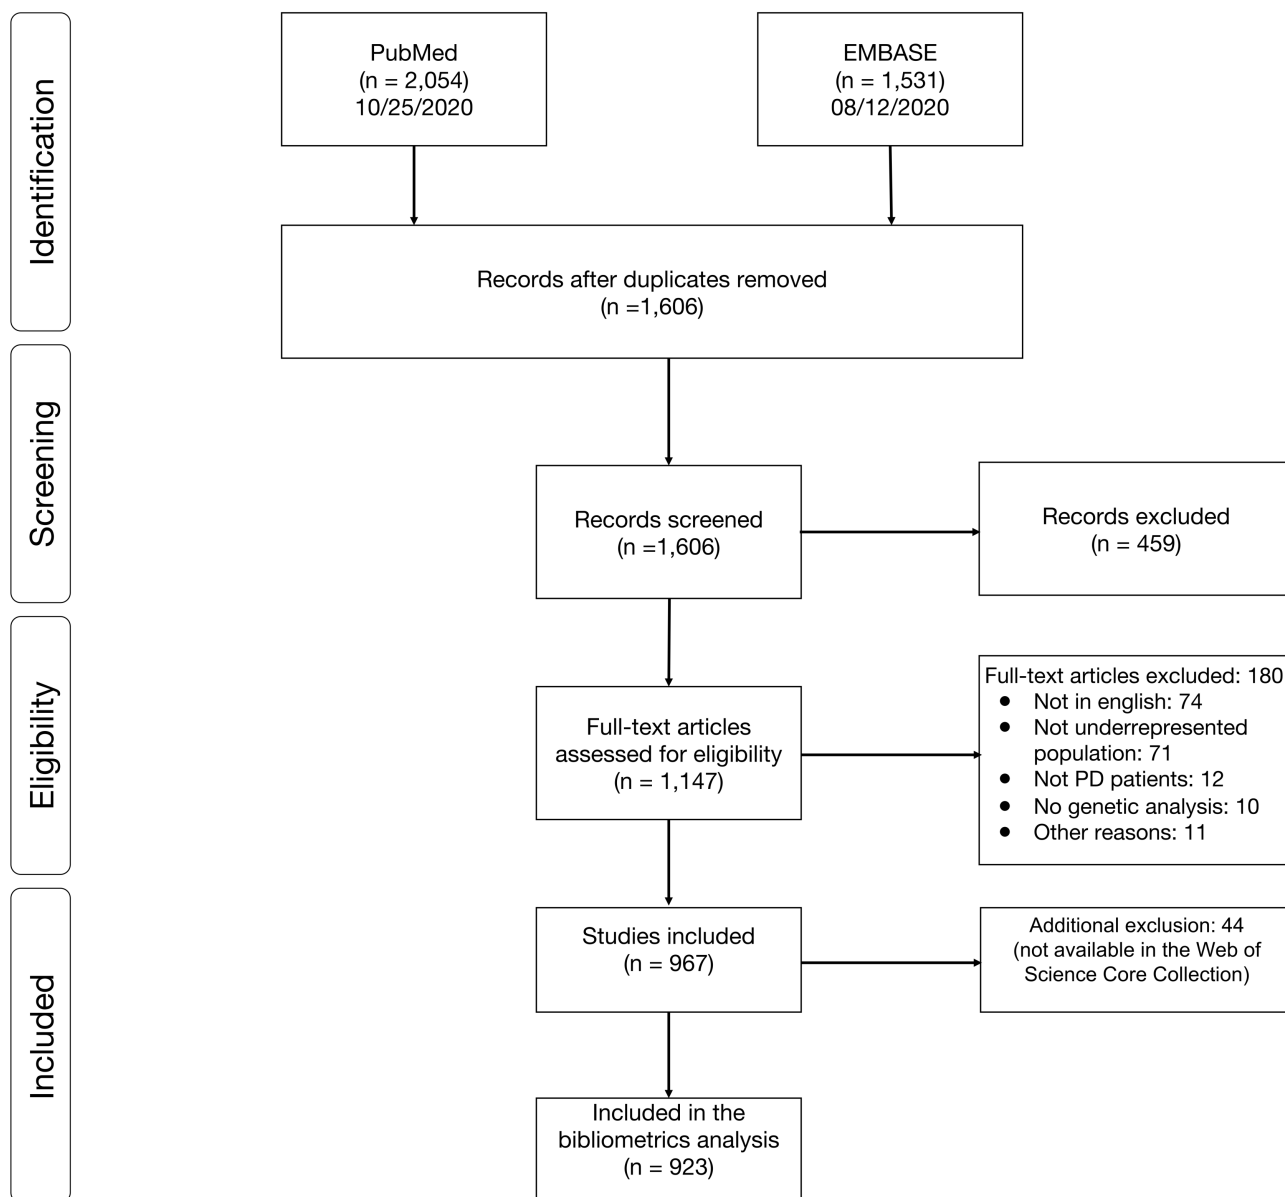 Identification
PubMed
(n = 2,054)
10/25/2020
EMBASE
(n = 1,531)
08/12/2020
Records after duplicates removed
(n =1,606)
Screening
Records screened
(n =1,606)
Records excluded
(n = 459)
Eligibility
Full-text articles
assessed for eligibility
(n = 1,147)
Full-text articles excluded: 180
● Not in english: 74
● Not underrepresented
population: 71
● Not PD patients: 12
● No genetic analysis: 10
● Other reasons: 11
Included
Studies included
(n = 967)
Additional exclusion: 44
(not available in the Web of
Science Core Collection)
Included in the
bibliometrics analysis
(n = 923)